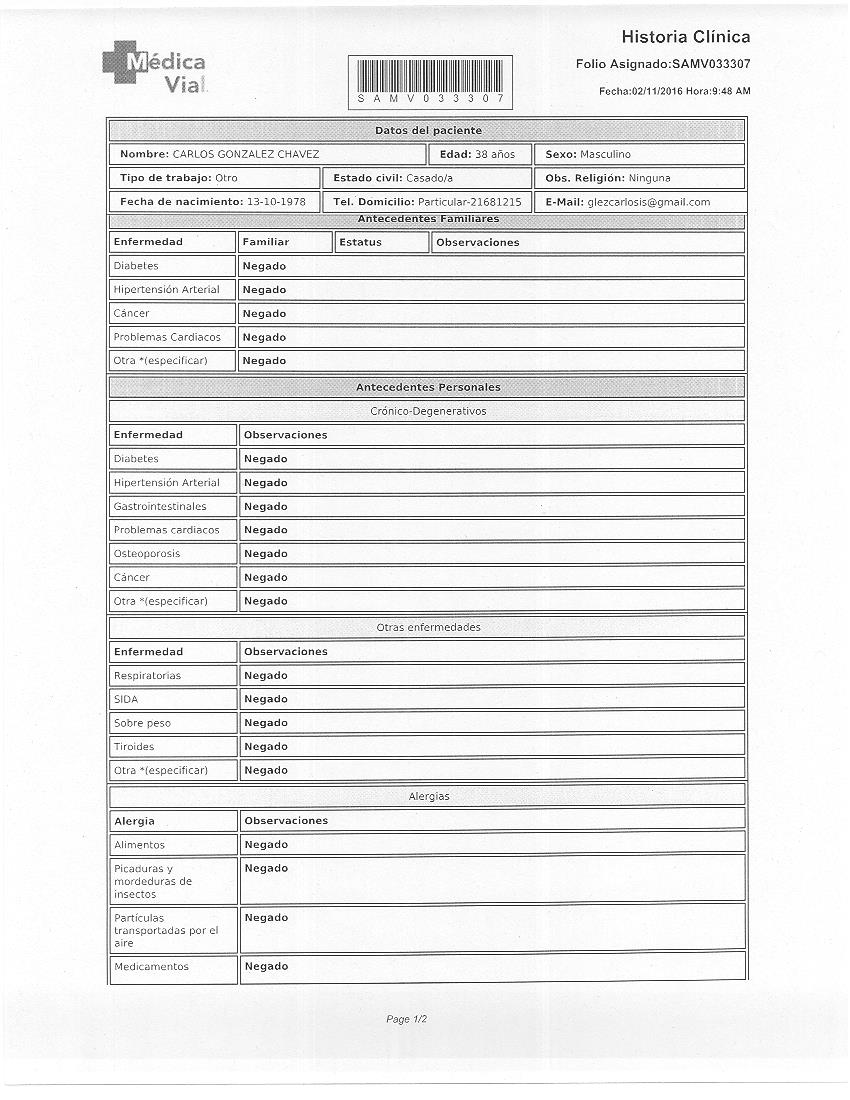 Médica
Vial
Historia Clínica
Folio Asignado:SAMV033307
Fecha:02/11/2016 Hora:9:48 AM
S A M V 0 3 3 3 0 7
Datos del paciente
Nombre: CARLOS GONZALEZ CHAVEZ Edad: 38 años Sexo: Masculino
Tipo de trabajo: Otro Estado civil: Casado/a Obs. Religión: Ninguna
Fecha de nacimiento: 13-10-1978 Tel. Domicilio: Particular-21681215 E-Mail: glezcarlosis@gmail.com
Antecedentes Familiares
Enfermedad Familiar Estatus Observaciones
Diabetes Negado
Hipertensión Arterial Negado
Cáncer Negado
Problemas Cardiacos Negado
Otra *(especificar) Negado
Antecedentes Personales
Crónico-Degenerativos
Enfermedad Observaciones
Diabetes Negado
Hipertensión Arterial Negado
Gastrointestinales Negado
Problemas cardiacos Negado
Osteoporosis Negado
Cáncer Negado
Otra *(especificar) Negado
Otras enfermedades
Enfermedad Observaciones
Respiratorias Negado
SIDA Negado
Sobre peso Negado
Tiroides Negado
Otra *(especificar) Negado
Alergias
Alergia Observaciones
Alimentos Negado
Picaduras y Negado
mordeduras de
insectos
Partículas Negado
transportadas por el
aire
Medicamentos Negado
Page 1/2